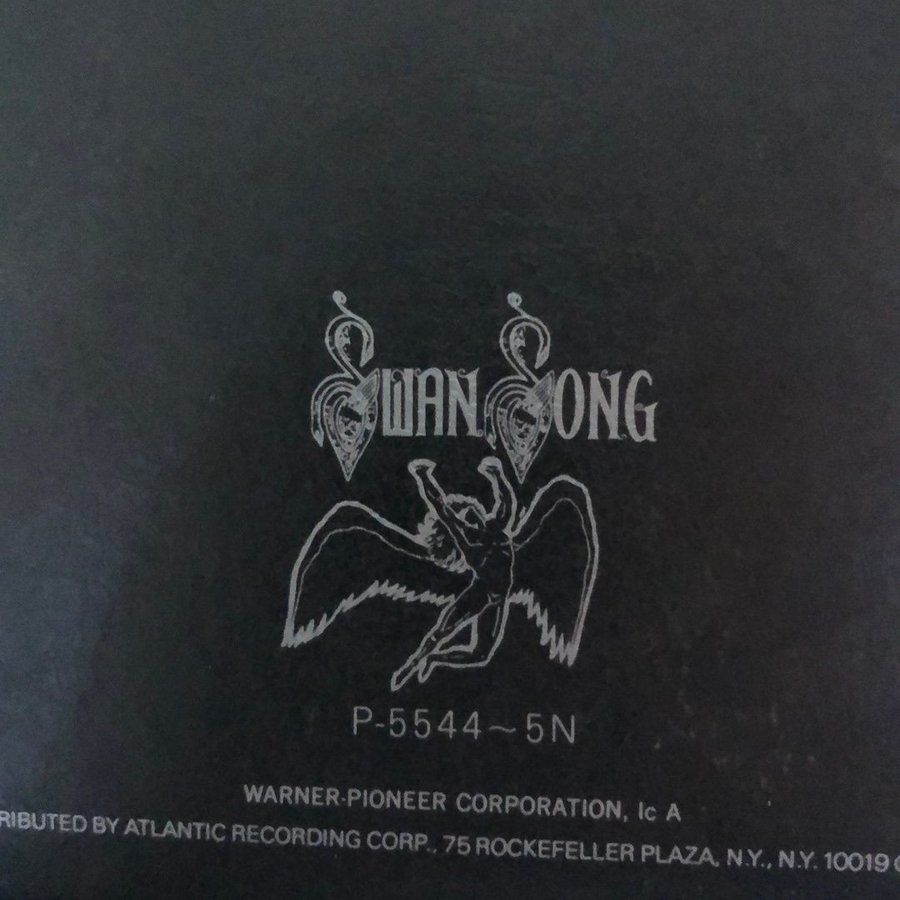 SWAN SONG
P-5544~5N
WARNER-PIONEER CORPORATION, Ic A
RIBUTED BY ATLANTIC RECORDING CORP., 75 ROCKEFELLER PLAZA, N.Y., N.Y. 10019